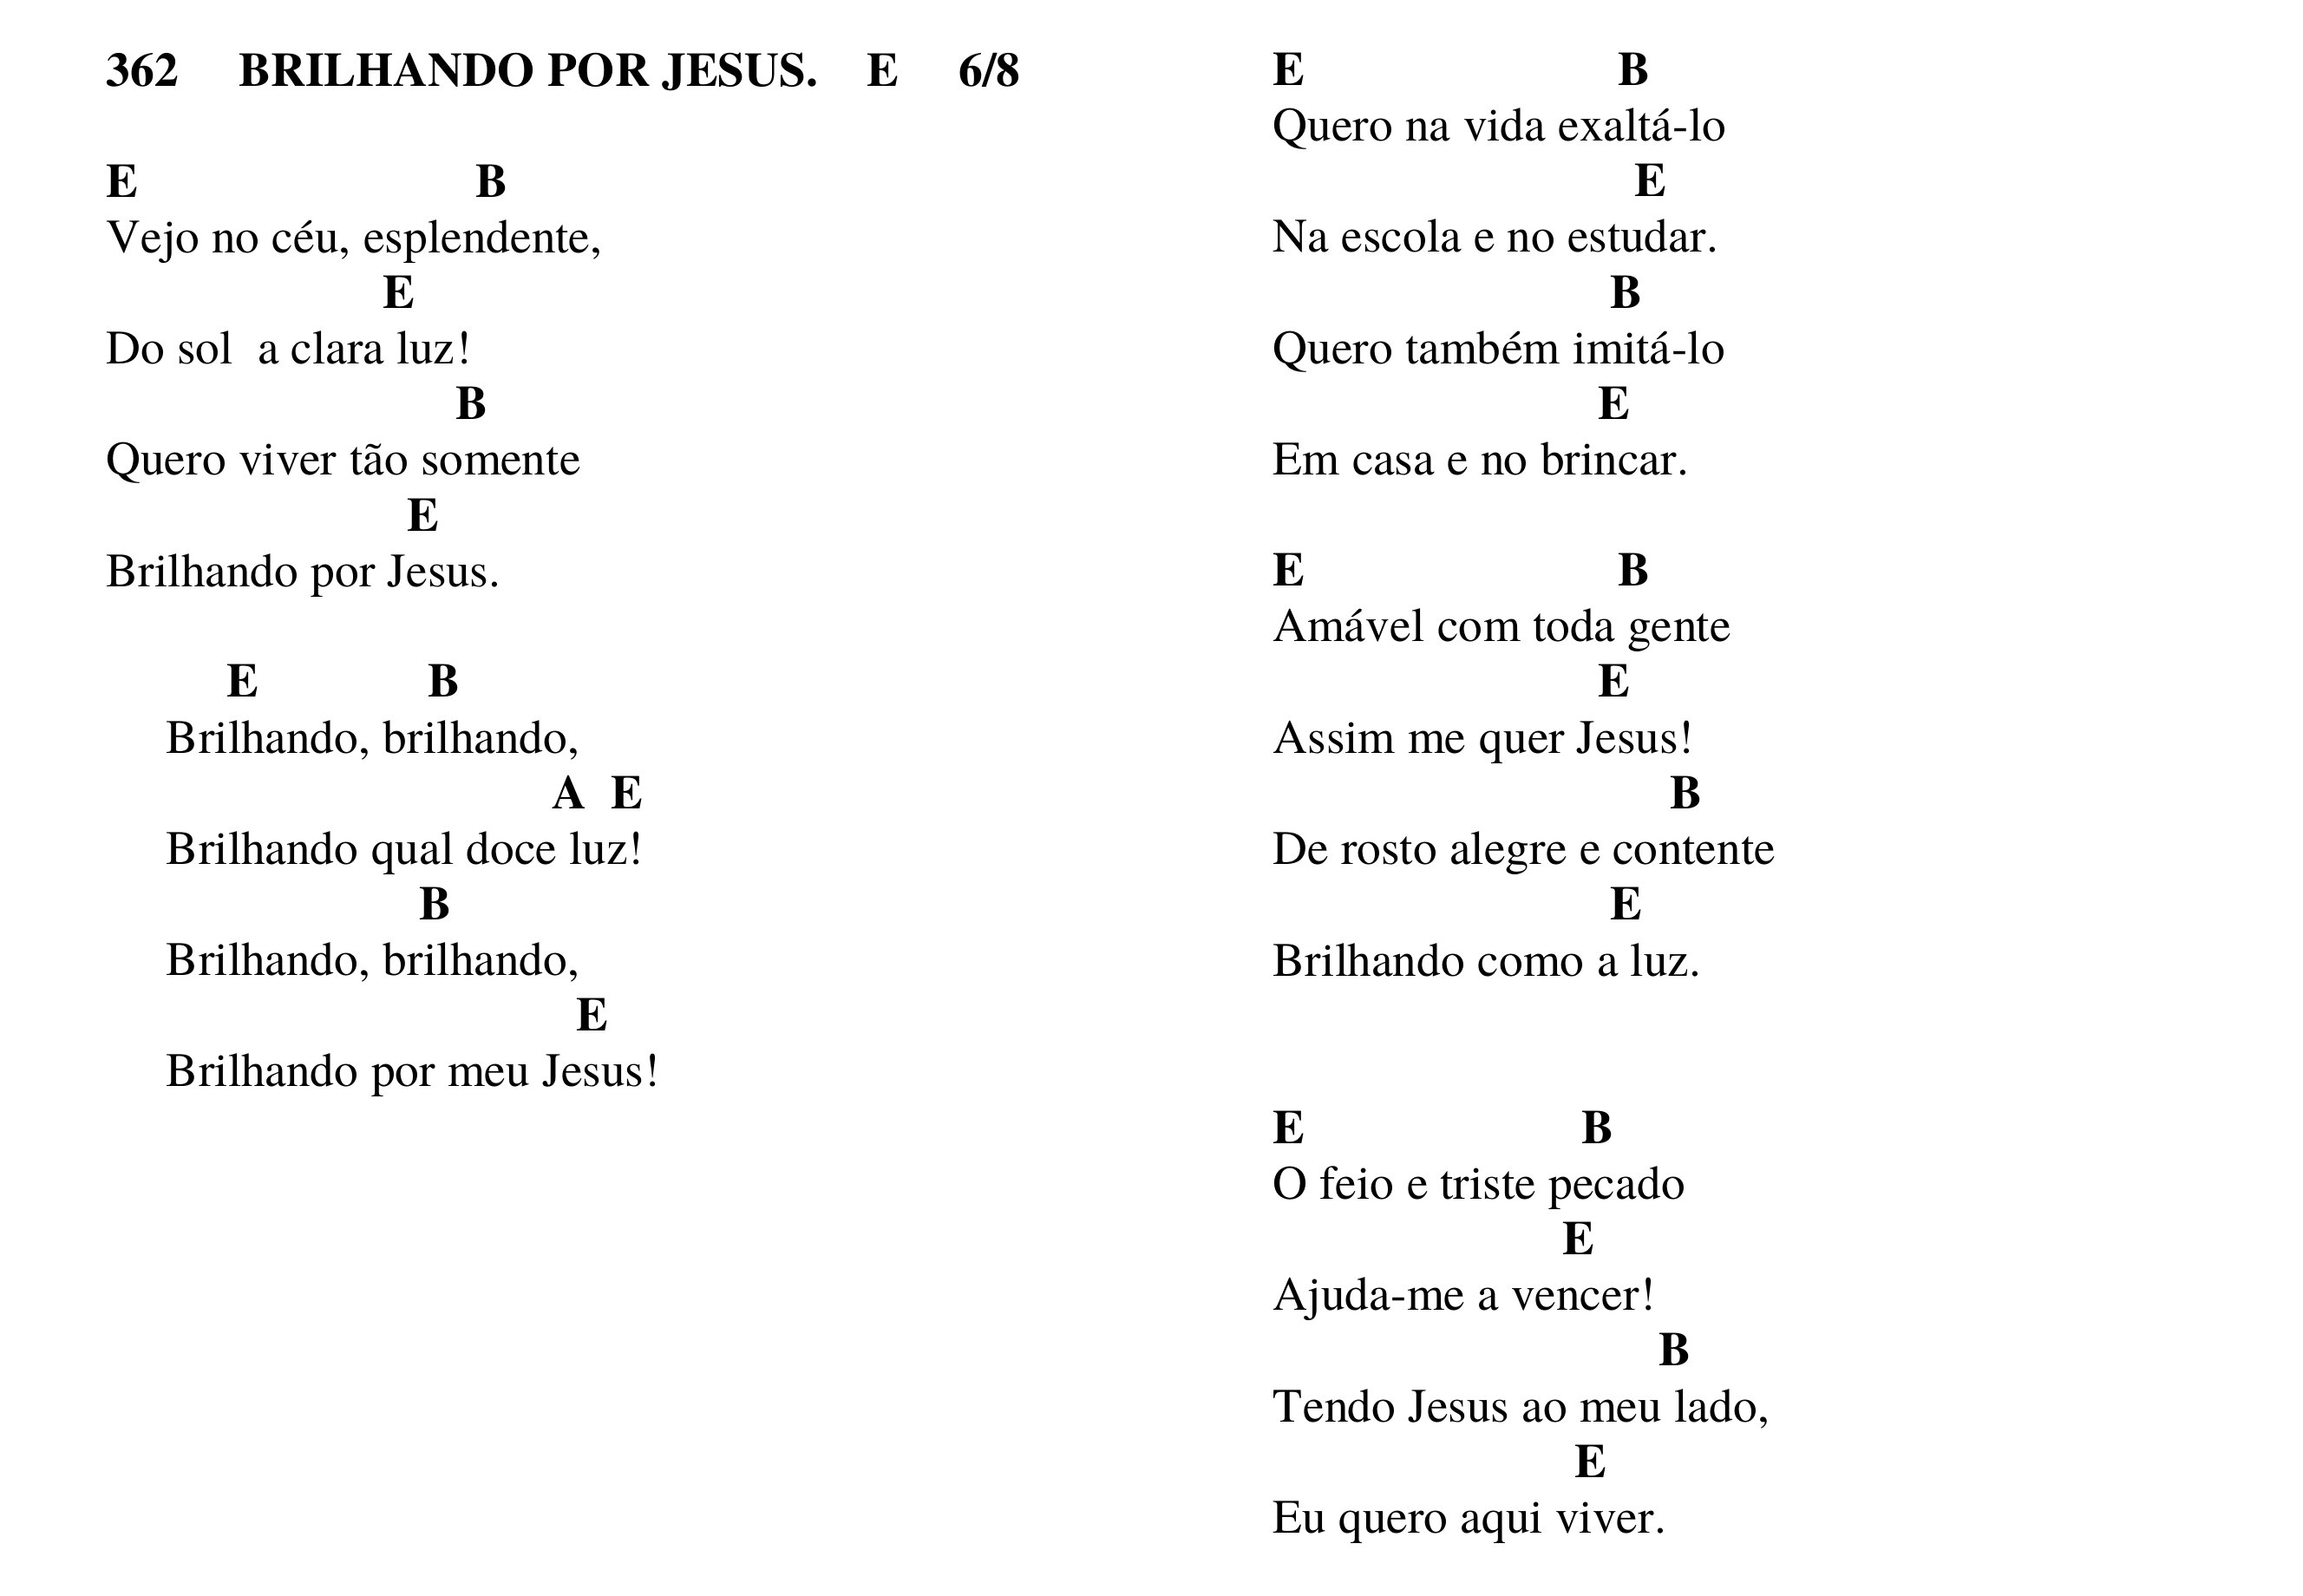 362 BRILHANDO POR JESUS. E 6/8
E B
Vejo no céu, esplendente,
E
Do sol a clara luz!
B
Quero viver tão somente
E
Brilhando por Jesus.
E B
Brilhando, brilhando,
A E
Brilhando qual doce luz!
B
Brilhando, brilhando,
E
Brilhando por meu Jesus!
E B
Quero na vida exaltá-lo
E
Na escola e no estudar.
B
Quero também imitá-lo
E
Em casa e no brincar.
E B
Amável com toda gente
E
Assim me quer Jesus!
B
De rosto alegre e contente
E
Brilhando como a luz.
E B
O feio e triste pecado
E
Ajuda-me a vencer!
B
Tendo Jesus ao meu lado,
E
Eu quero aqui viver.